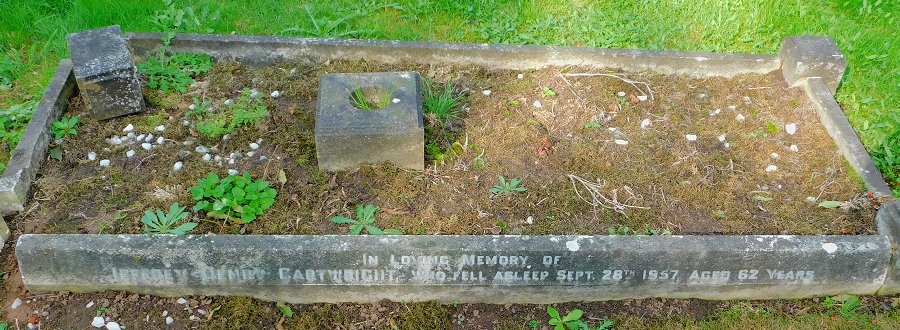 In Loving Memory of
Jeffrey Henry Cartwright, who fell asleep Sept. 28th 1957, aged 62 years